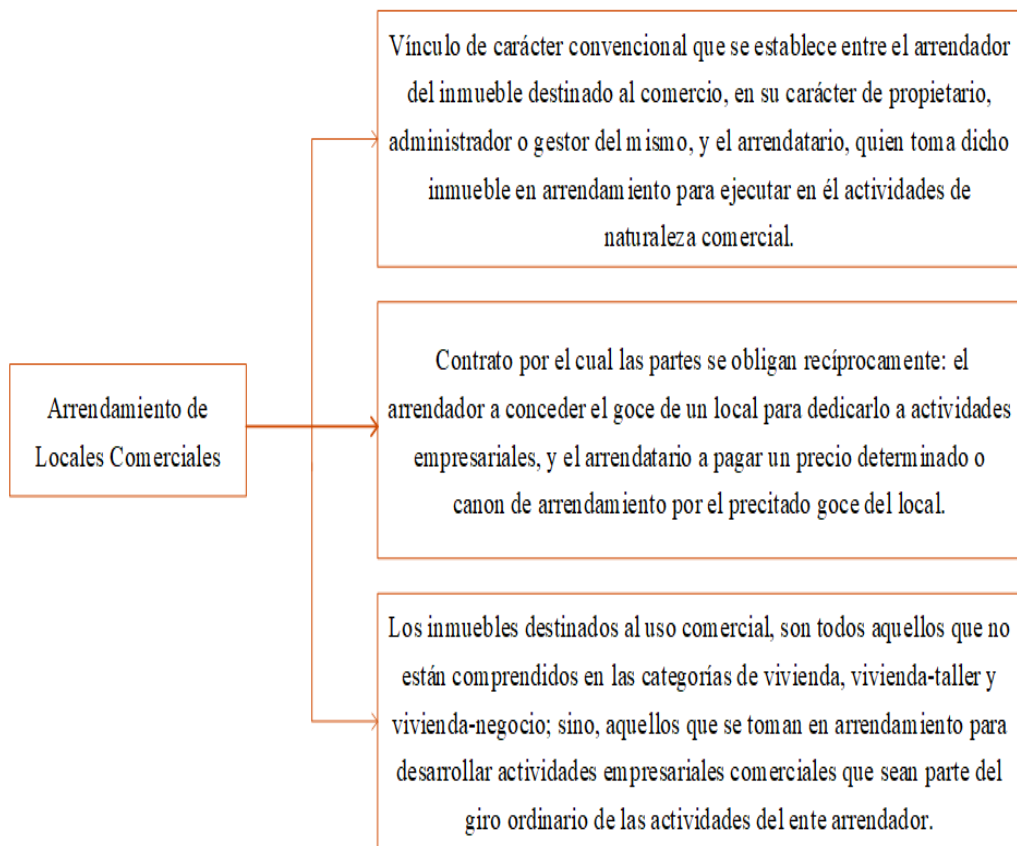 Arrendamiento de
Locales Comerciales
Vínculo de carácter convencional que se establece entre el arrendador
del inmueble destinado al comercio, en su carácter de propietario,
administrador o gestor del mismo, y el arrendatario, quien toma dicho
inmueble en arrendamiento para ejecutar en él actividades de
naturaleza comercial.
Contrato por el cual las partes se obligan recíprocamente: el
arrendador a conceder el goce de un local para dedicarlo a actividades
empresariales, y el arrendatario a pagar un precio determinado o
canon de arrendamiento por el precitado goce del local.
Los inmuebles destinados al uso comercial, son todos aquellos que no
están comprendidos en las categorías de vivienda, vivienda-taller y
vivienda-negocio; sino, aquellos que se toman en arrendamiento para
desarrollar actividades empresariales comerciales que sean parte del
giro ordinario de las actividades del ente arrendador.